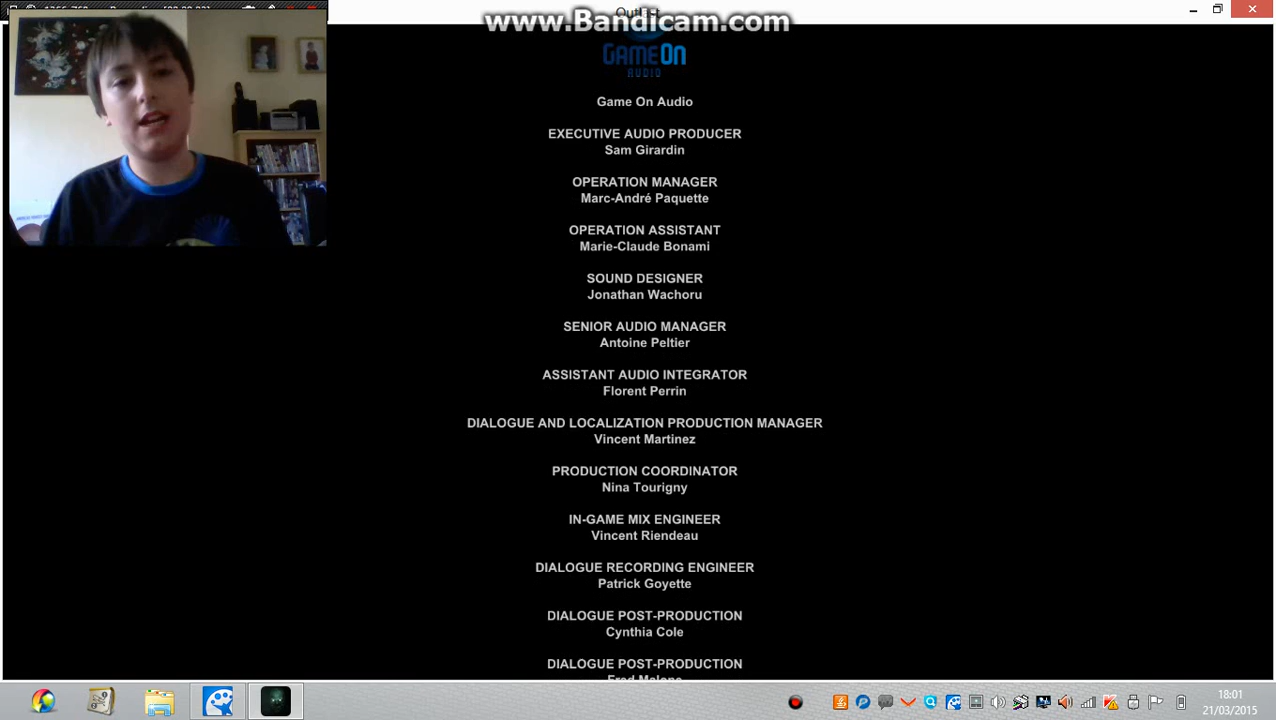 www.Bandicam.com
GAMEON
AUDIO
Game On Audio
EXECUTIVE AUDIO PRODUCER
Sam Girardin
OPERATION MANAGER
Marc-André Paquette
OPERATION ASSISTANT
Marie-Claude Bonami
SOUND DESIGNER
Jonathan Wachoru
SENIOR AUDIO MANAGER
Antoine Peltier
ASSISTANT AUDIO INTEGRATOR
Florent Perrin
DIALOGUE AND LOCALIZATION PRODUCTION MANAGER
Vincent Martinez
PRODUCTION COORDINATOR
Nina Tourigny
IN-GAME MIX ENGINEER
Vincent Riendeau
DIALOGUE RECORDING ENGINEER
Patrick Goyette
DIALOGUE POST-PRODUCTION
Cynthia Cole
DIALOGUE POST-PRODUCTION
Fred Malone
18:01
21/03/2015